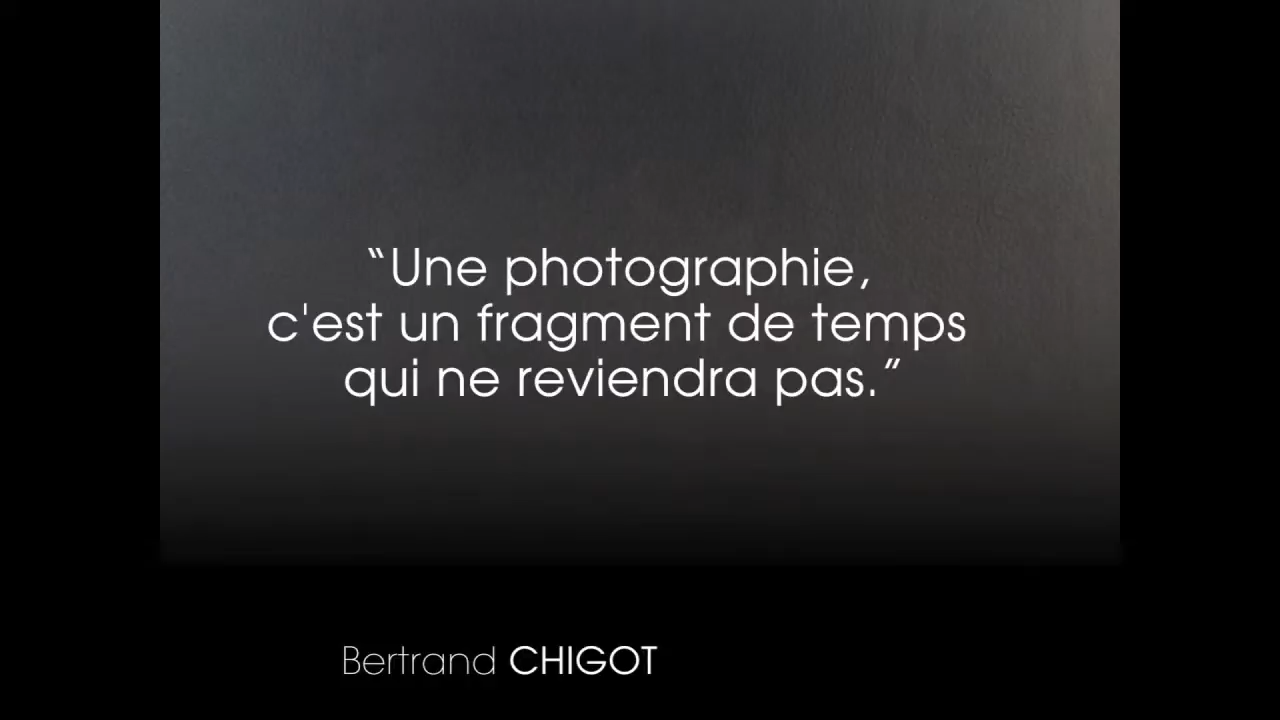 “Une photographie,
c'est un fragment de temps
qui ne reviendra pas.”
Bertrand CHIGOT